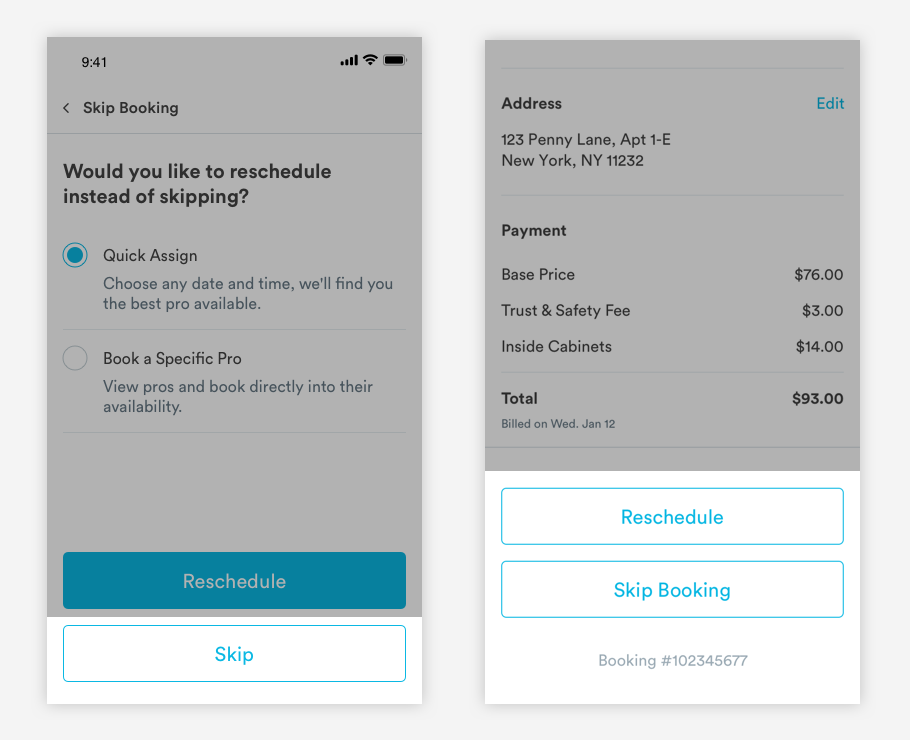 9:41
Skip Booking
Would you like to reschedule
instead of skipping?
Quick Assign
Choose any date and time, we'll find you
the best pro available.
Book a Specific Pro
View pros and book directly into their
availability.
Reschedule
Skip
Address
Edit
123 Penny Lane, Apt 1-E
New York, NY 11232
Payment
Base Price $76.00
Trust & Safety Fee $3.00
Inside Cabinets $14.00
Total $93.00
Billed on Wed. Jan 12
Reschedule
Skip Booking
Booking #102345677